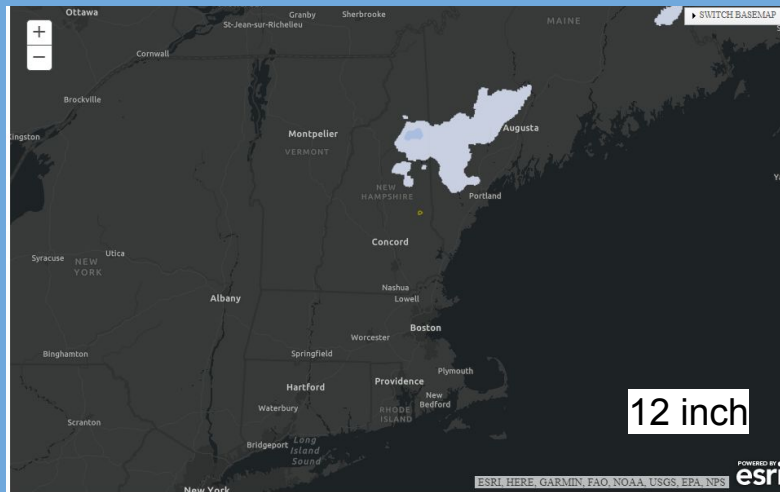 Ottawa
Granby
Sherbrooke
St-Jean-sur-Richelieu
MAINE
SWITCH BASEMAP
+
−
Cornwall
Brockville
Kingston
Montpelier
VERMONT
Augusta
NEW
HAMPSHIRE
Portland
Concord
Syracuse
Utica
NEW
YORK
Nashua
Lowell
Albany
Boston
Worcester
Binghamton
Springfield
Plymouth
Hartford
Providence
New
Bedford
Waterbury
RHODE
ISLAND
Scranton
12 inch
Bridgeport
Long
Island
Sound
New York
ESRI, HERE, GARMIN, FAO, NOAA, USGS, EPA, NPS
POWERED BY
esri